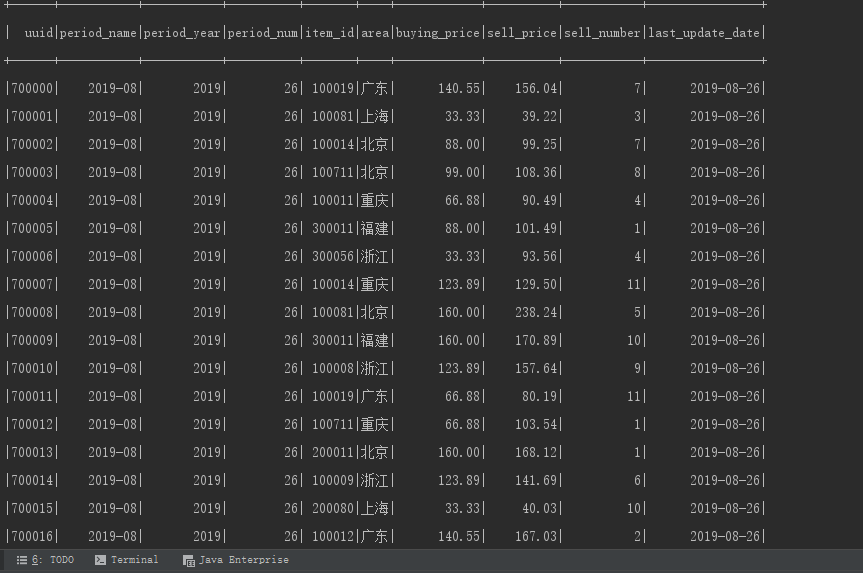 | uuid|period_name|period_year|period_num|item_id|area|buying_price|sell_price|sell_number|last_update_date|
|700000| 2019-08| 2019| 26| 100019|广东| 140.55| 156.04| 7| 2019-08-26|
|700001| 2019-08| 2019| 26| 100081|上海| 33.33| 39.22| 3| 2019-08-26|
|700002| 2019-08| 2019| 26| 100014|北京| 88.00| 99.25| 7| 2019-08-26|
|700003| 2019-08| 2019| 26| 100711|北京| 99.00| 108.36| 8| 2019-08-26|
|700004| 2019-08| 2019| 26| 100011|重庆| 66.88| 90.49| 4| 2019-08-26|
|700005| 2019-08| 2019| 26| 300011|福建| 88.00| 101.49| 1| 2019-08-26|
|700006| 2019-08| 2019| 26| 300056|浙江| 33.33| 93.56| 4| 2019-08-26|
|700007| 2019-08| 2019| 26| 100014|重庆| 123.89| 129.50| 11| 2019-08-26|
|700008| 2019-08| 2019| 26| 100081|北京| 160.00| 238.24| 5| 2019-08-26|
|700009| 2019-08| 2019| 26| 300011|福建| 160.00| 170.89| 10| 2019-08-26|
|700010| 2019-08| 2019| 26| 100008|浙江| 123.89| 157.64| 9| 2019-08-26|
|700011| 2019-08| 2019| 26| 100019|广东| 66.88| 80.19| 11| 2019-08-26|
|700012| 2019-08| 2019| 26| 100711|重庆| 66.88| 103.54| 1| 2019-08-26|
|700013| 2019-08| 2019| 26| 200011|北京| 160.00| 168.12| 1| 2019-08-26|
|700014| 2019-08| 2019| 26| 100009|浙江| 123.89| 141.69| 6| 2019-08-26|
|700015| 2019-08| 2019| 26| 200080|上海| 33.33| 40.03| 10| 2019-08-26|
|700016| 2019-08| 2019| 26| 100012|广东| 140.55| 167.03| 2| 2019-08-26|
6: TODO Terminal Java Enterprise